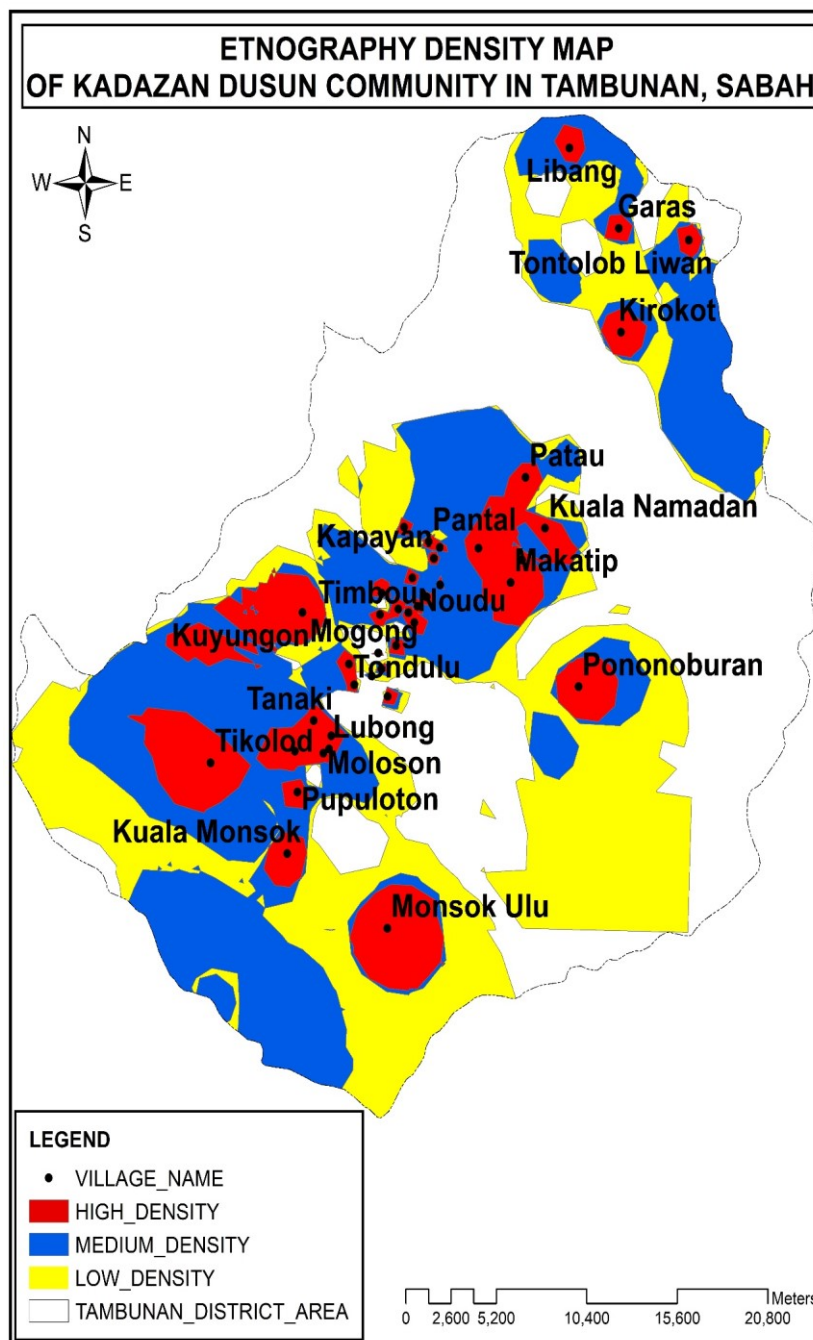 ETNOGRAPHY DENSITY MAP
OF KADAZAN DUSUN COMMUNITY IN TAMBUNAN, SABAH
N
W E
S
Libang
Garas
Tontolob Liwan
Kirokot
Patau
Kuala Namadan
Pantal
Kapayan
Makatip
Timbou
Noudu
Kuyungon
Mogong
Tondulu
Pononoburan
Tanaki
Lubong
Tikolod
Moloson
Pupuloton
Kuala Monsok
Monsok Ulu
LEGEND
VILLAGE_NAME
HIGH_DENSITY
MEDIUM_DENSITY
LOW_DENSITY
TAMBUNAN_DISTRICT_AREA
Meters
0 2,600 5,200 10,400 15,600 20,800